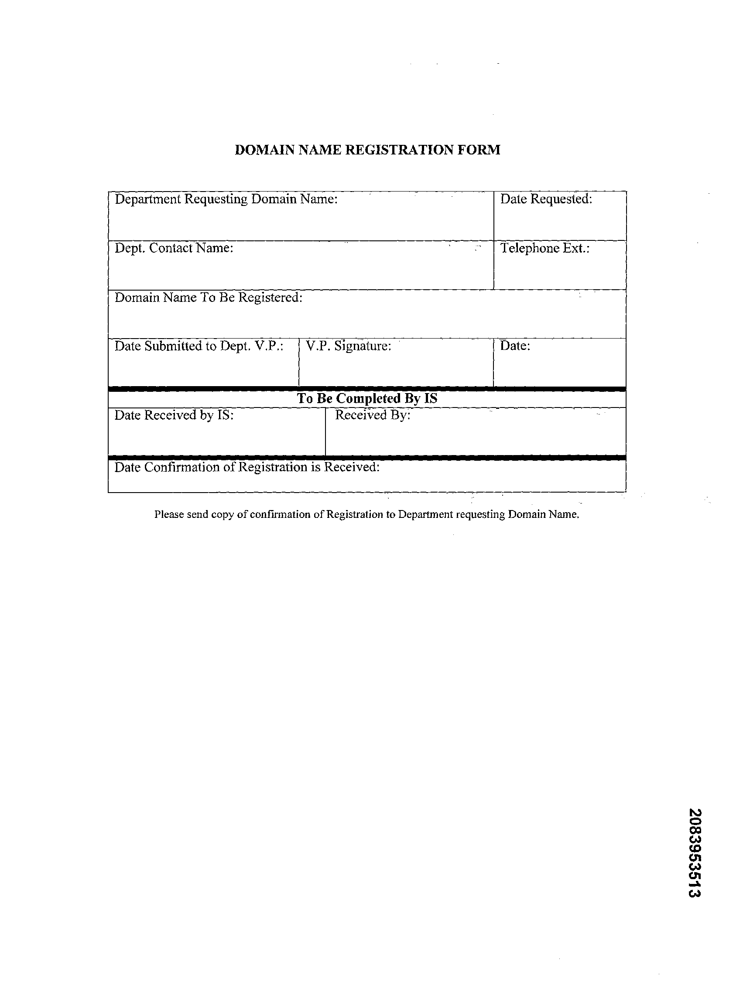 DOMAIN NAME REGISTRATION FORM
Department Requesting Domain Name: Date Requested:
Dept. Contact Name: Telephone Ext.:
Domain Name To Be Registered:
Date Submitted to Dept. V.P.: V.P. Signature: Date:
To Be Completed By IS
Date Received by IS: Received By:
Date Confirmation of Registration is Received:
Please send copy of confirmation of Registration to Department requesting Domain Name.
2083953513